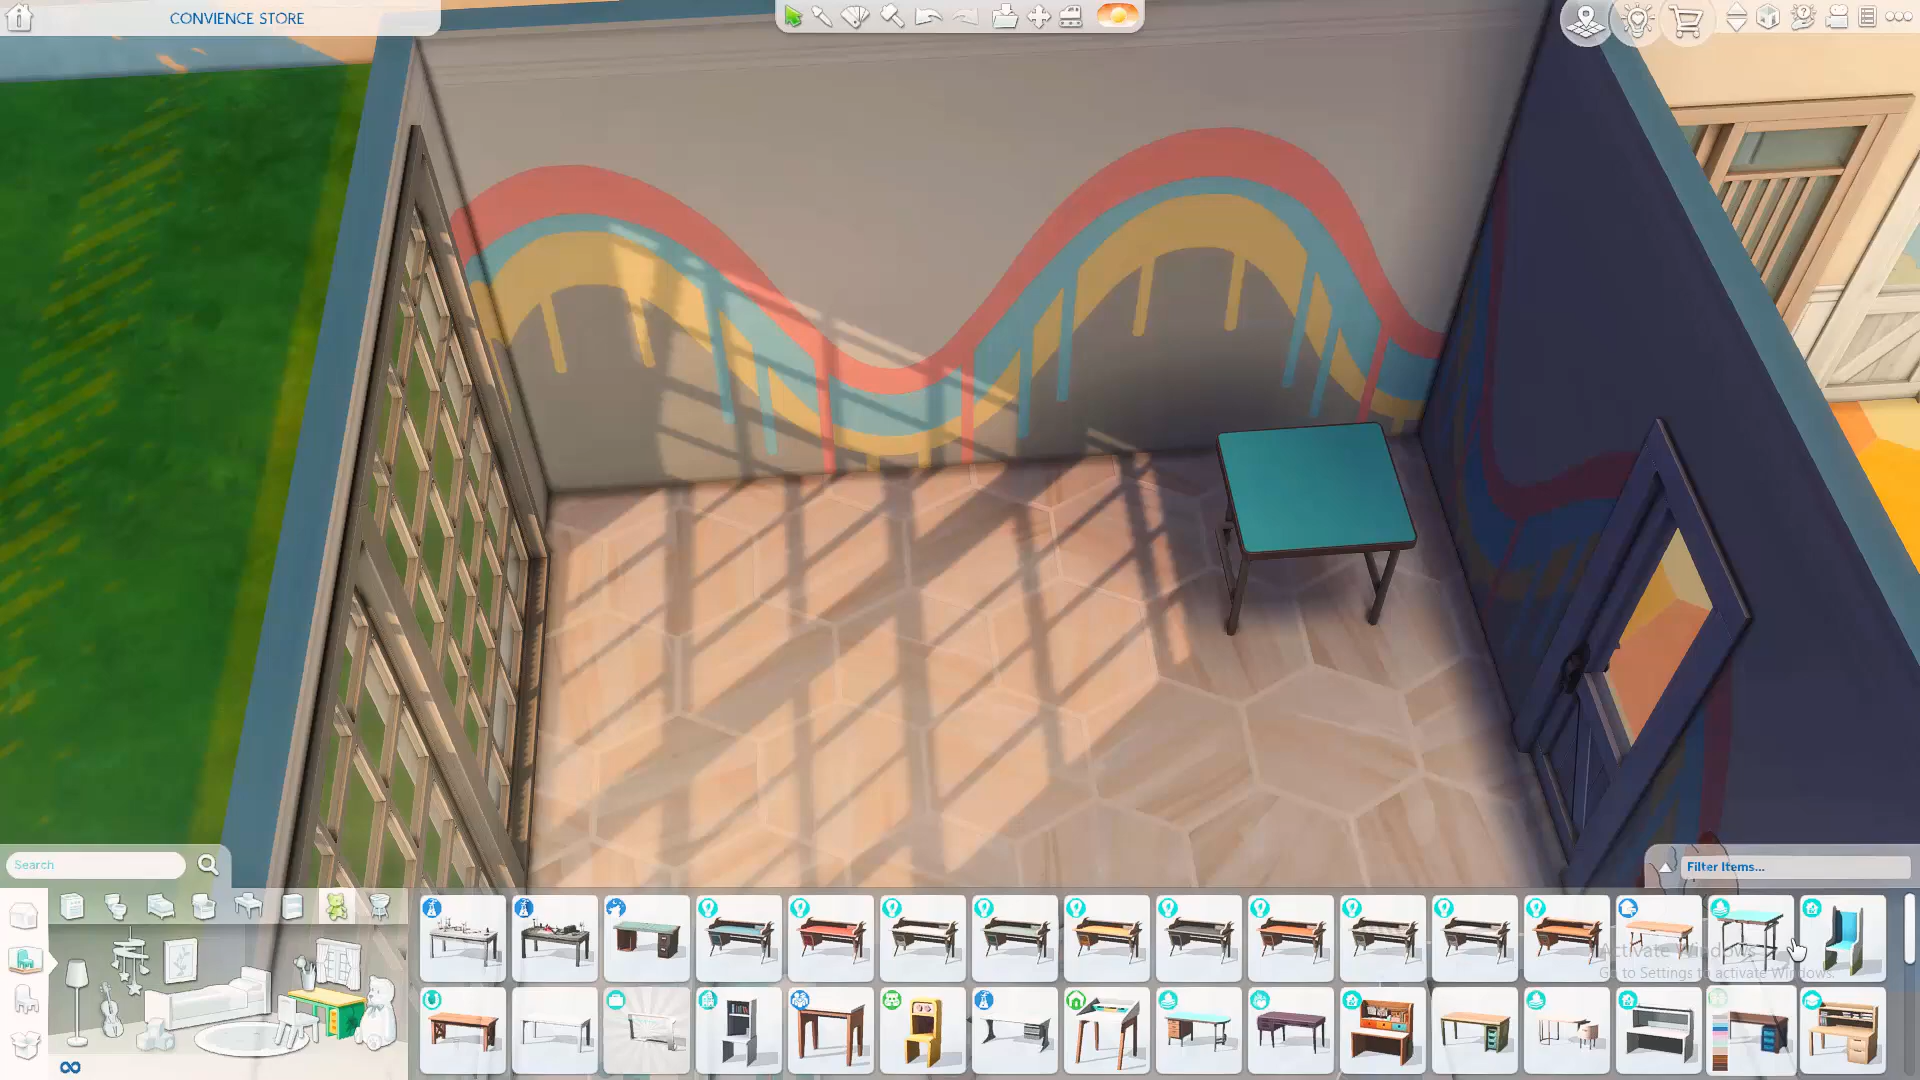 CONVIENCE STORE
Search
Filter Items...
Activate Windows
Go to Settings to activate Windows.